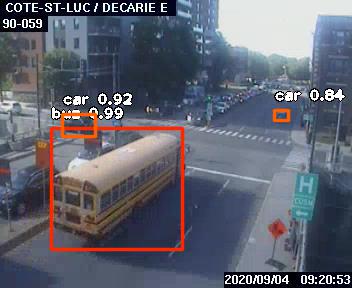 COTE-ST-LUC / DECARIE E
90-059
car 0.92
car 0.84
bus 0.99
H
CUSM
2020/09/04 09:20:53